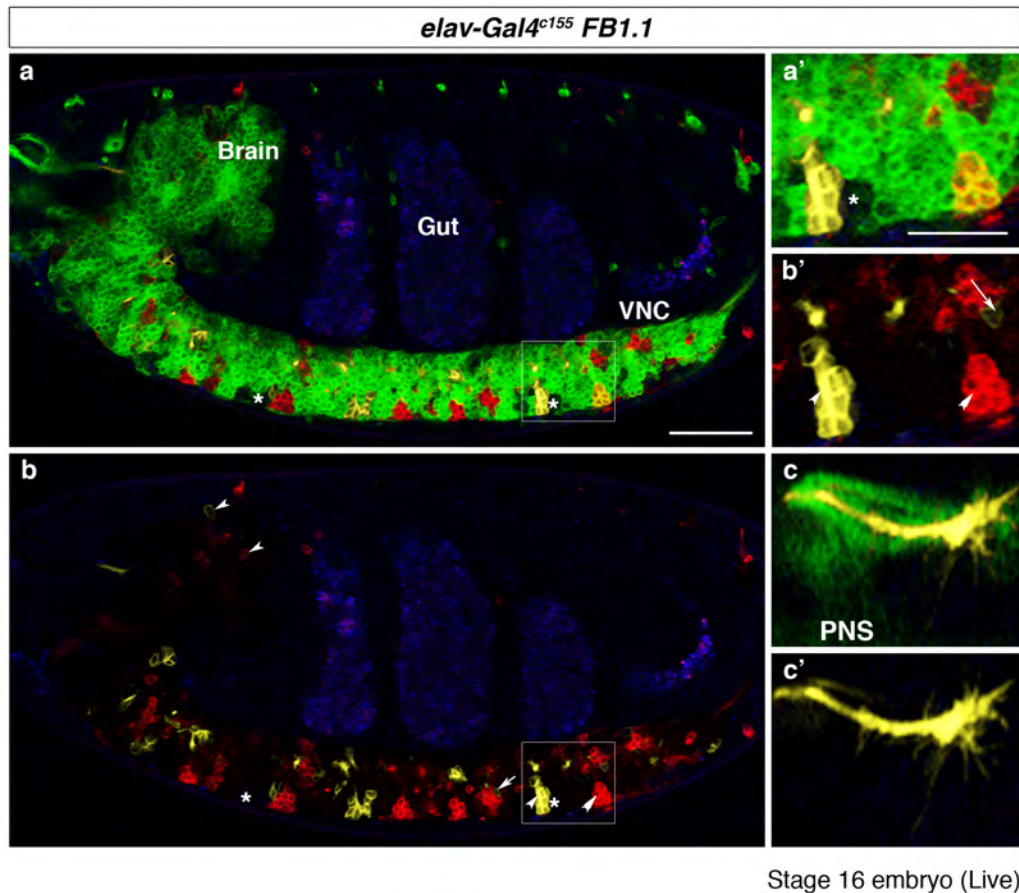 elav-Gal4c155 FB1.1
a
Brain
Gut
VNC
*
*
a'
*
b'
b
*
*
c
PNS
c'
Stage 16 embryo (Live)